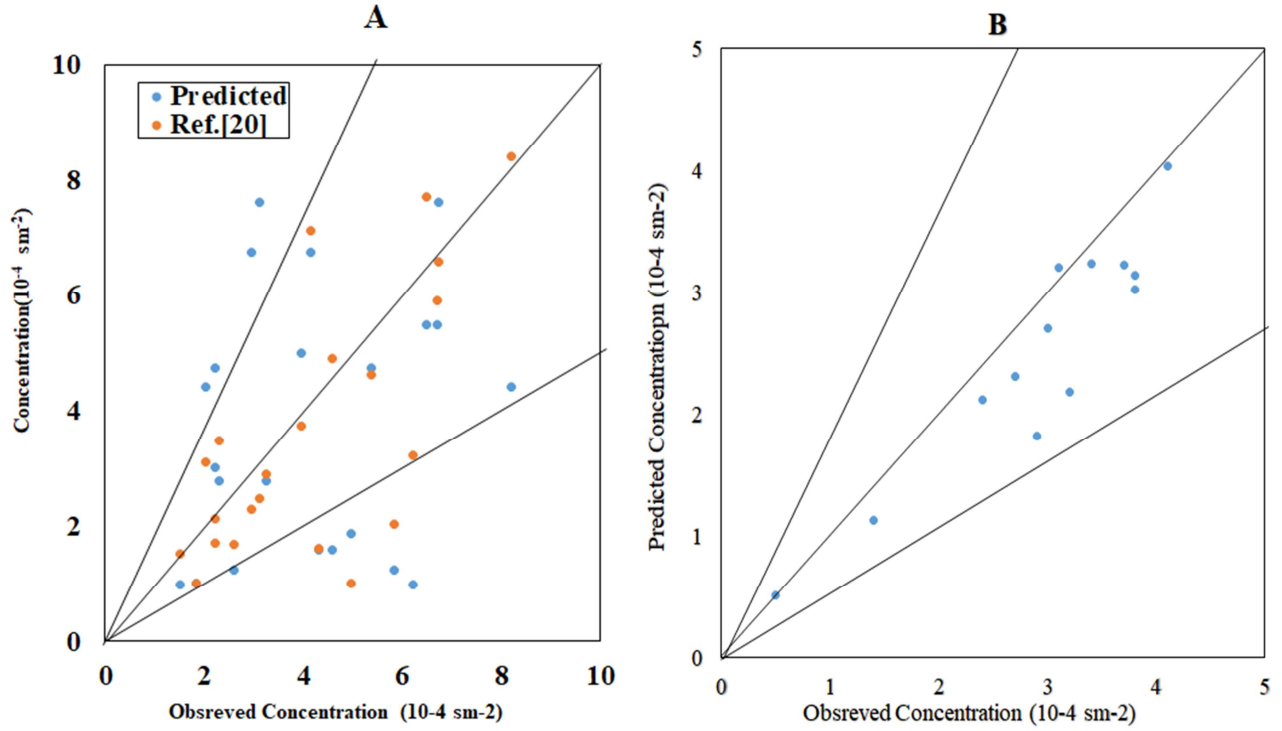 A
10
8
6
4
2
0
0 2 4 6 8 10
Concentration(10-4 sm-2)
Obsreved Concentration (10-4 sm-2)
Predicted
Ref.[20]
B
5
4
3
2
1
0
0 1 2 3 4 5
Predicted Concentratiopn (10-4 sm-2)
Obsreved Concentration (10-4 sm-2)